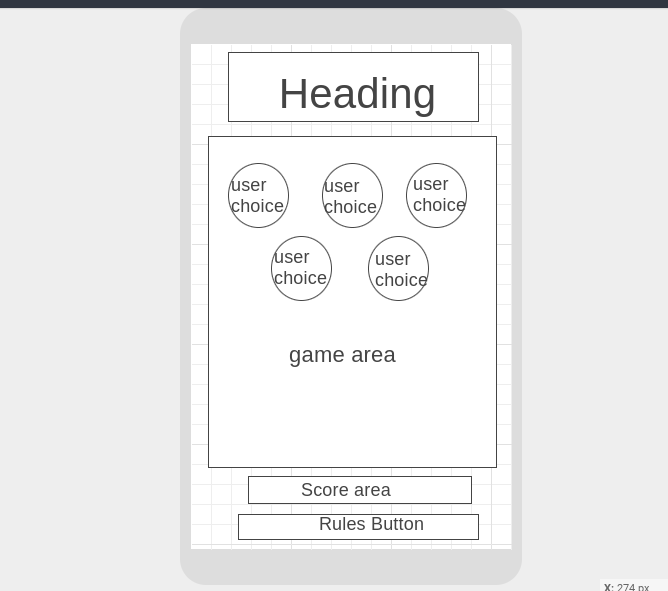 Heading
user
choice
user
choice
user
choice
user
choice
user
choice
game area
Score area
Rules Button
X: 274 px